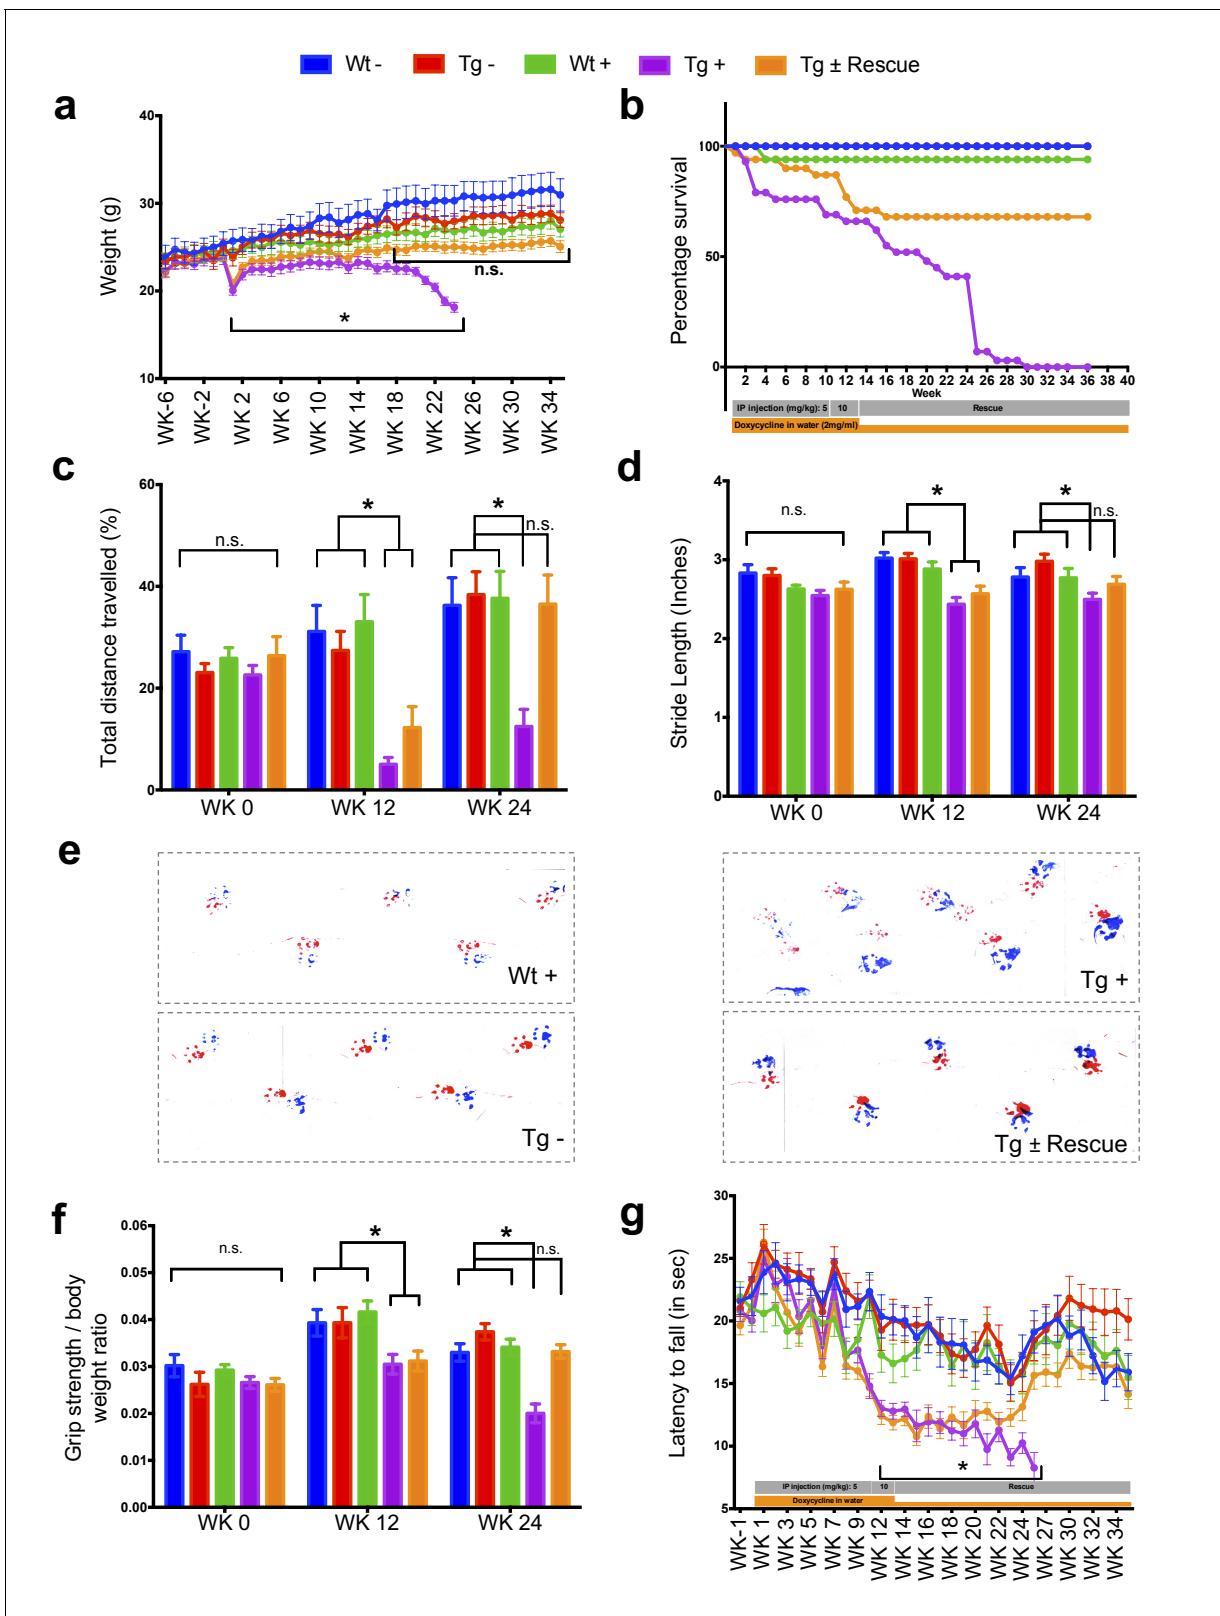 Wt - Tg - Wt + Tg + Tg ± Rescue
a
40
30
20
10
Weight (g)
n.s.
*
WK-6 WK-2 WK 2 WK 6 WK 10 WK 14 WK 18 WK 22 WK 26 WK 30 WK 34
b
100
50
0
Percentage survival
2 4 6 8 10 12 14 16 18 20 22 24 26 28 30 32 34 36 40
Week
IP injection (mg/kg): 5 10 Rescue
Doxycycline in water (2mg/ml)
c
60
40
20
0
Total distance travelled (%)
n.s. * * n.s.
WK 0 WK 12 WK 24
d
4
3
2
1
0
Stride Length (Inches)
n.s. * * n.s.
WK 0 WK 12 WK 24
e
Wt +
Tg +
Tg -
Tg ± Rescue
f
0.06
0.05
0.04
0.03
0.02
0.01
0.00
Grip strength / body
weight ratio
n.s. * * n.s.
WK 0 WK 12 WK 24
g
30
25
20
15
10
5
Latency to fall (in sec)
*
IP injection (mg/kg): 5 10 Rescue
Doxycycline in water
WK-1 WK 1 WK 3 WK 5 WK 7 WK 9 WK 12 WK 14 WK 16 WK 18 WK 20 WK 22 WK 24 WK 27 WK 30 WK 32 WK 34